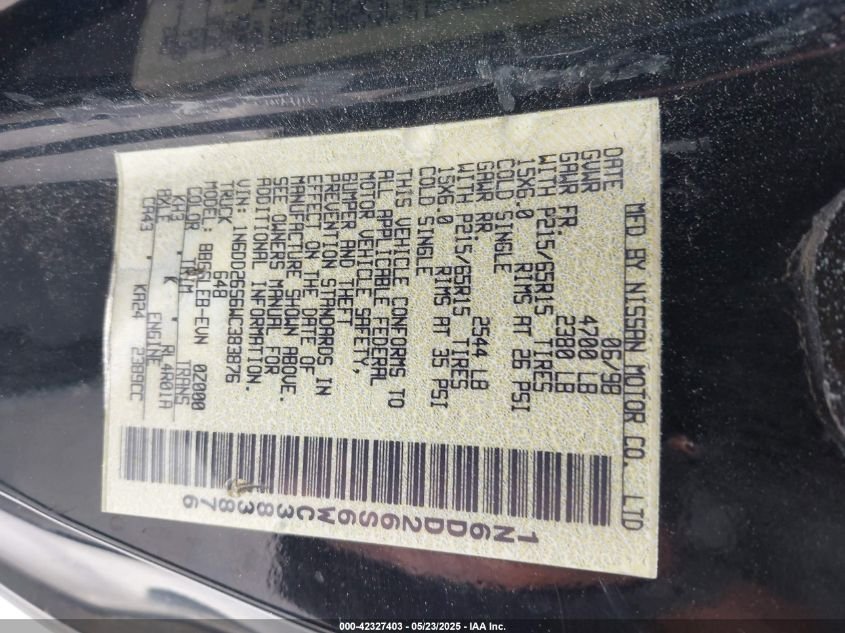 MFD BY NISSAN MOTOR CO. LTD
DATE 06/98
GVWR 4700 LB
GAWR FR. 2380 LB
WITH P215/65R15 TIRES
15X6.0 RIMS AT 26 PSI
COLD SINGLE
GAWR RR. 2544 LB
WITH P215/65R15 TIRES
15X6.0 RIMS AT 35 PSI
COLD SINGLE
THIS VEHICLE CONFORMS TO
ALL APPLICABLE FEDERAL
MOTOR VEHICLE SAFETY,
BUMPER AND THEFT
PREVENTION STANDARDS IN
EFFECT ON THE DATE OF
MANUFACTURE SHOWN ABOVE.
SEE OWNERS MANUAL FOR
ADDITIONAL INFORMATION.
VIN: 1N6DD26S6WC383876
TRUCK 648
MODEL: LEB-EUN 0Z000
COLOR TRIM TRANS
KH3 K RL4R01A
AXLE ENGINE
CH43 KA24 2389CC
1N6DD26S6WC383876
000-42327403 - 05/23/2025 - IAA Inc.